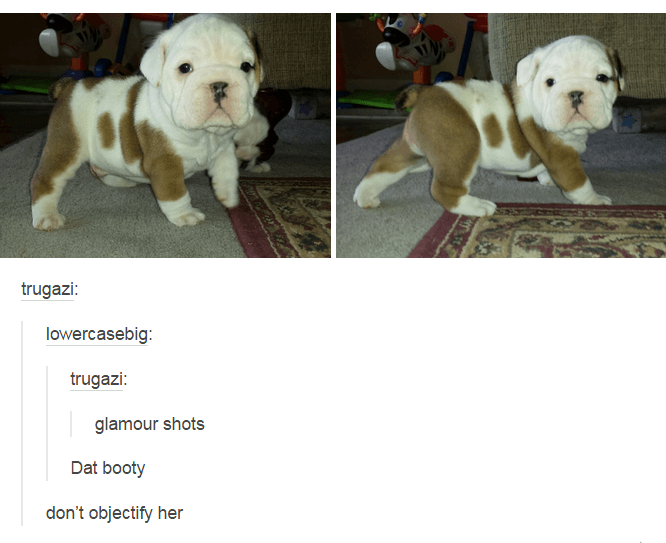 trugazi:
lowercasebig:
trugazi:
glamour shots
Dat booty
don't objectify her